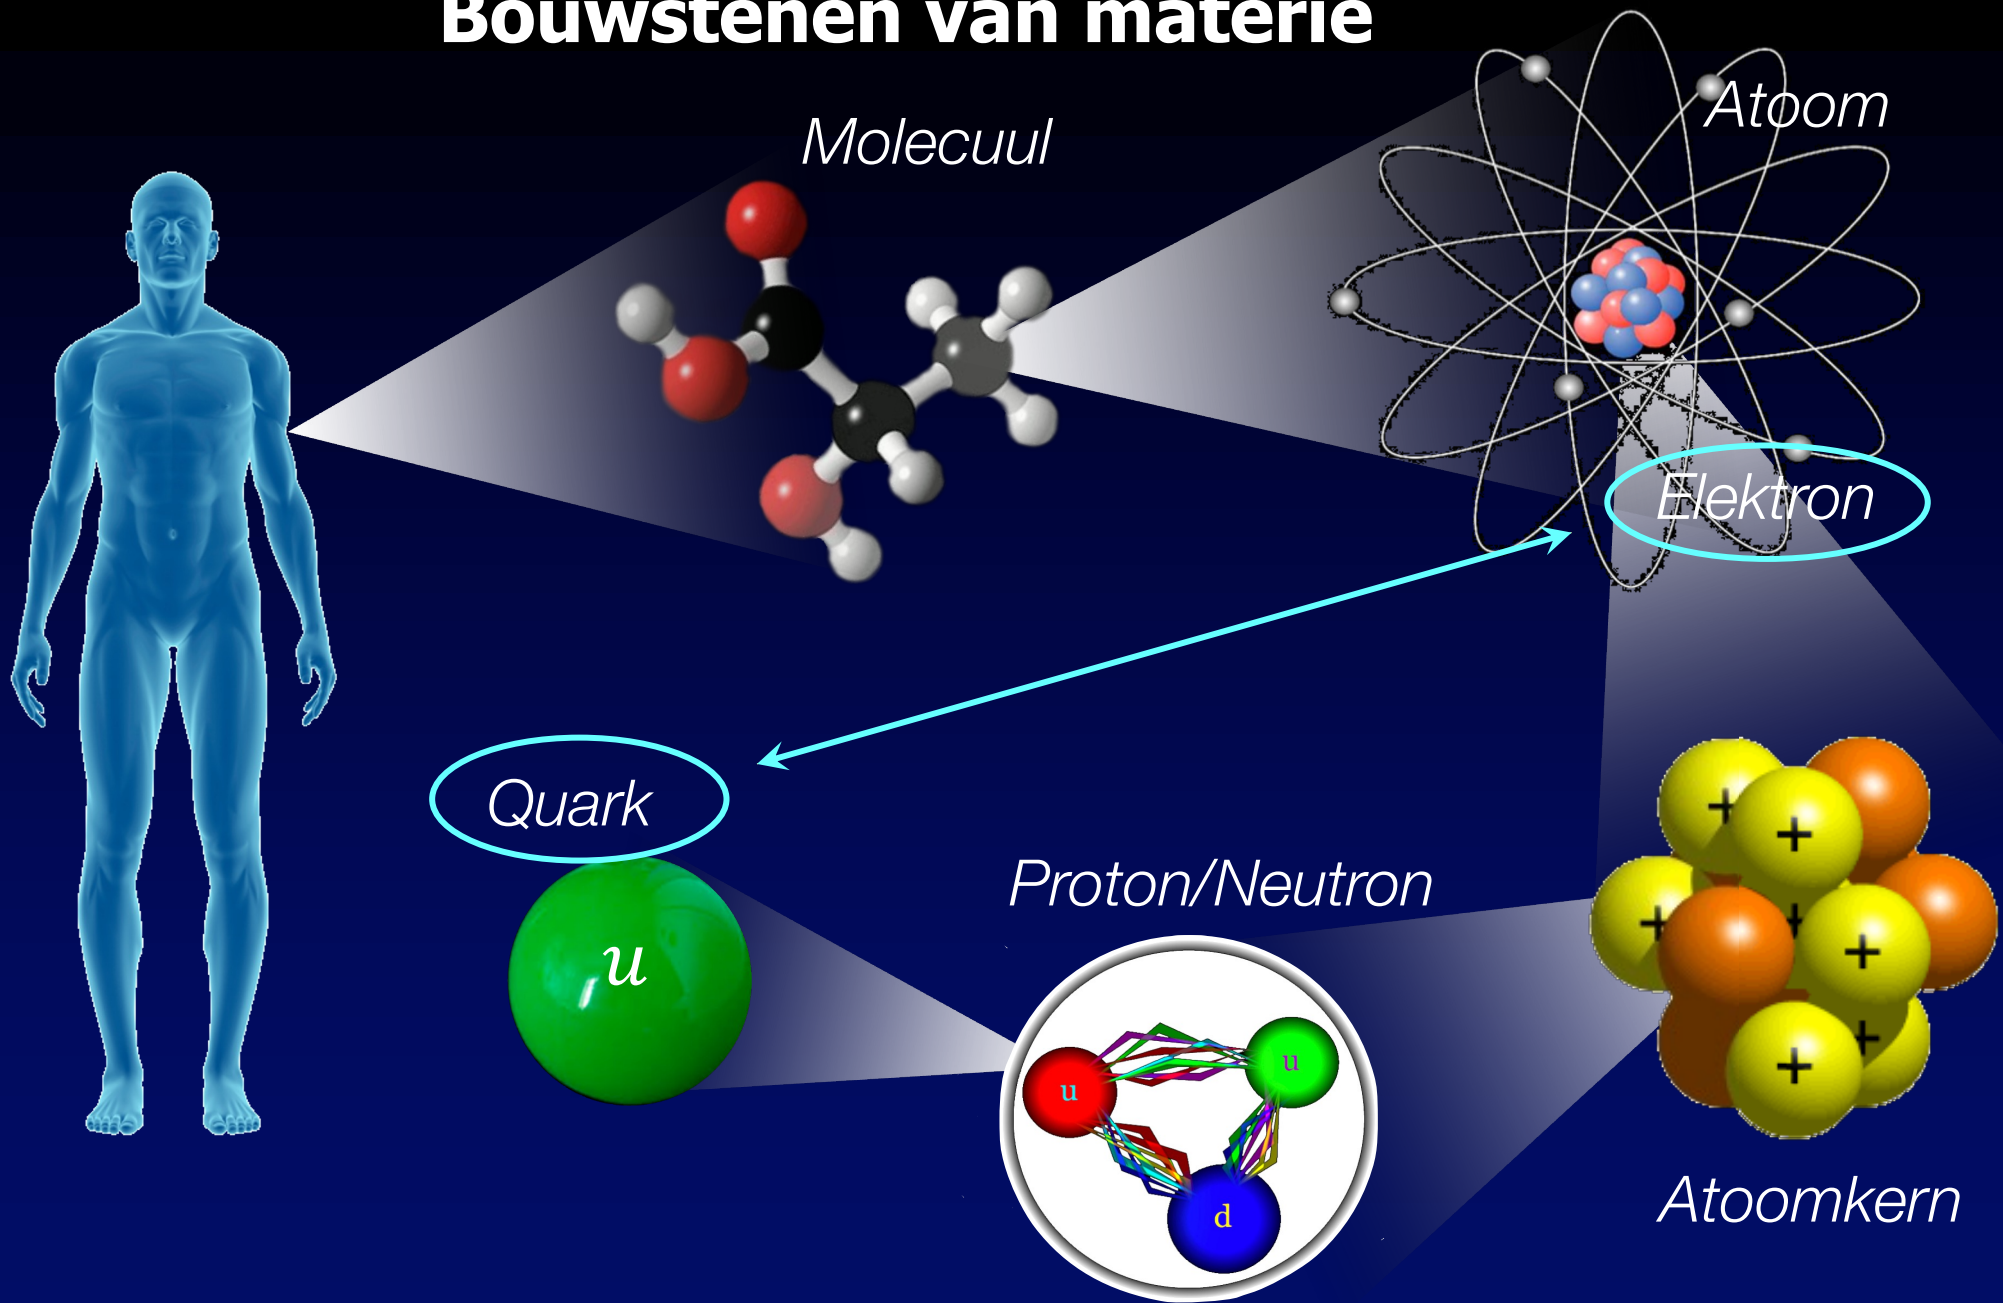 Bouwstenen van materie
Molecuul
Atoom
Elektron
Quark
u
Proton/Neutron
u
u
d
+
+
+
+
+
+
+
Atoomkern